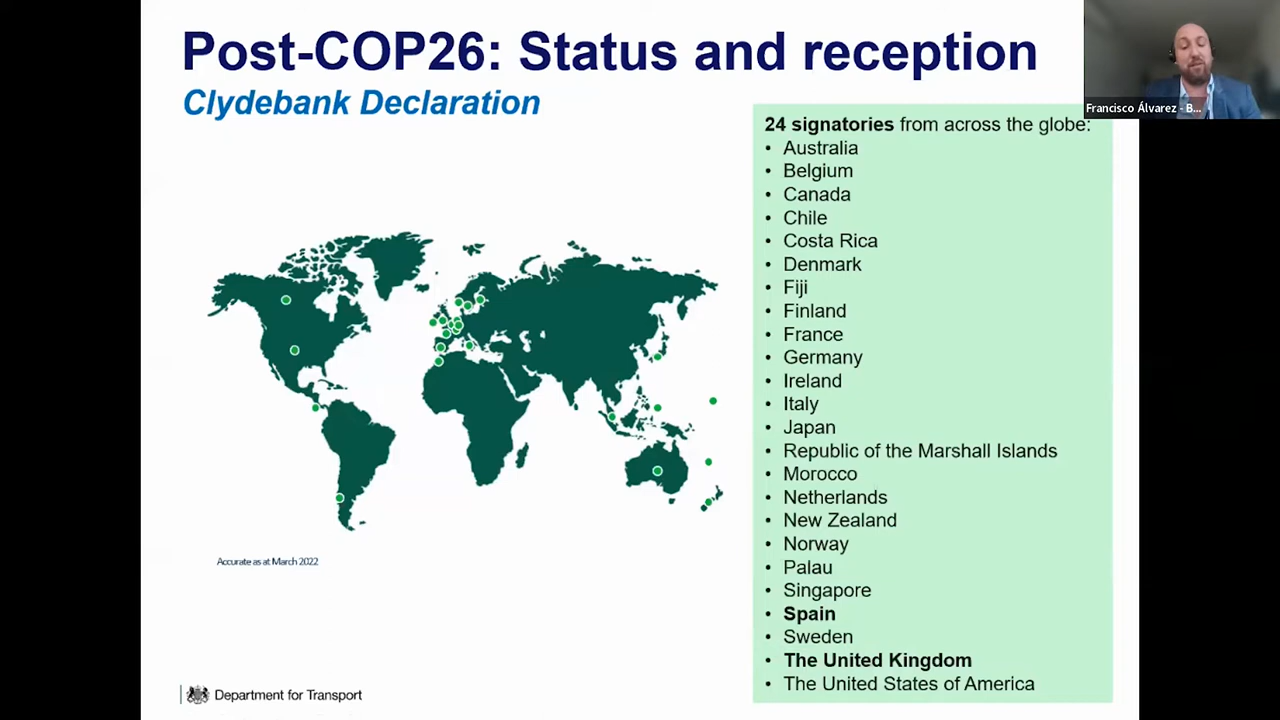 Post-COP26: Status and reception
Clydebank Declaration
Francisco Álvarez - B...
24 signatories from across the globe:
• Australia
• Belgium
• Canada
• Chile
• Costa Rica
• Denmark
• Fiji
• Finland
• France
• Germany
• Ireland
• Italy
• Japan
• Republic of the Marshall Islands
• Morocco
• Netherlands
• New Zealand
• Norway
• Palau
• Singapore
• Spain
• Sweden
• The United Kingdom
• The United States of America
Accurate as at March 2022
Department for Transport